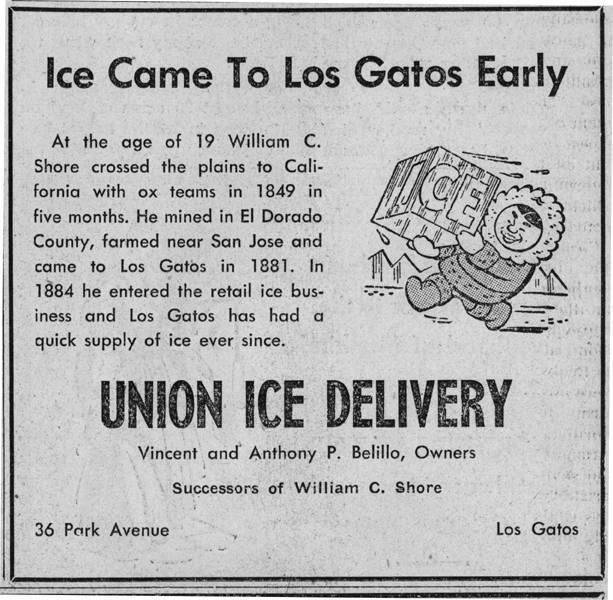 Ice Came To Los Gatos Early
At the age of 19 William C.
Shore crossed the plains to Cali-
fornia with ox teams in 1849 in
five months. He mined in El Dorado
County, farmed near San Jose and
came to Los Gatos in 1881. In
1884 he entered the retail ice bus-
iness and Los Gatos has had a
quick supply of ice ever since.
ICE
UNION ICE DELIVERY
Vincent and Anthony P. Belillo, Owners
Successors of William C. Shore
36 Park Avenue
Los Gatos